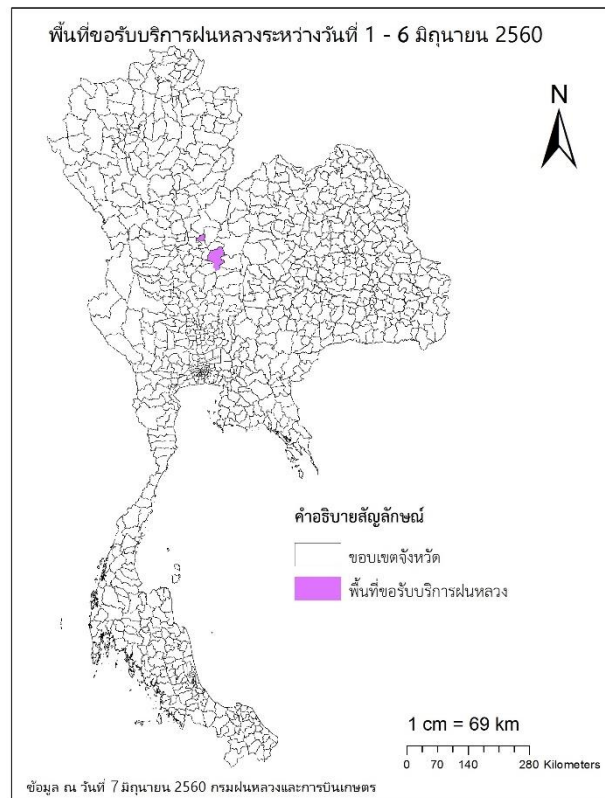 พื้นที่ขอรับบริการฝนหลวงระหว่างวันที่ 1 - 6 มิถุนายน 2560
N
คำอธิบายสัญลักษณ์
ขอบเขตจังหวัด
พื้นที่ขอรับบริการฝนหลวง
1 cm = 69 km
0 70 140 280 Kilometers
ข้อมูล ณ วันที่ 7 มิถุนายน 2560 กรมฝนหลวงและการบินเกษตร